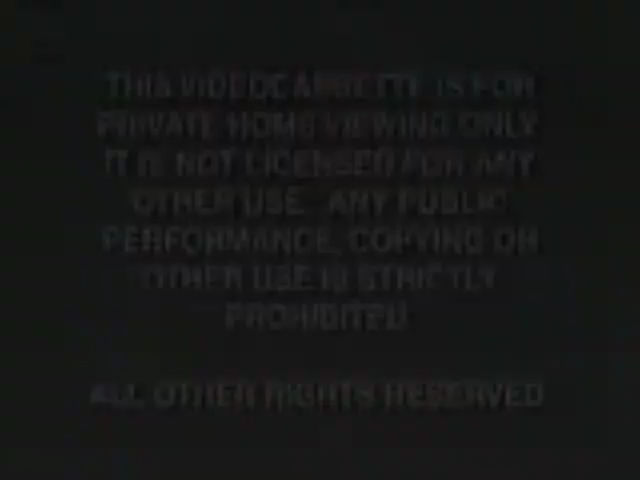 THIS VIDEOCASSETTE IS FOR
PRIVATE HOME VIEWING ONLY
IT IS NOT LICENSED FOR ANY
OTHER USE. ANY PUBLIC
PERFORMANCE, COPYING OR
OTHER USE IS STRICTLY
PROHIBITED
ALL OTHER RIGHTS RESERVED